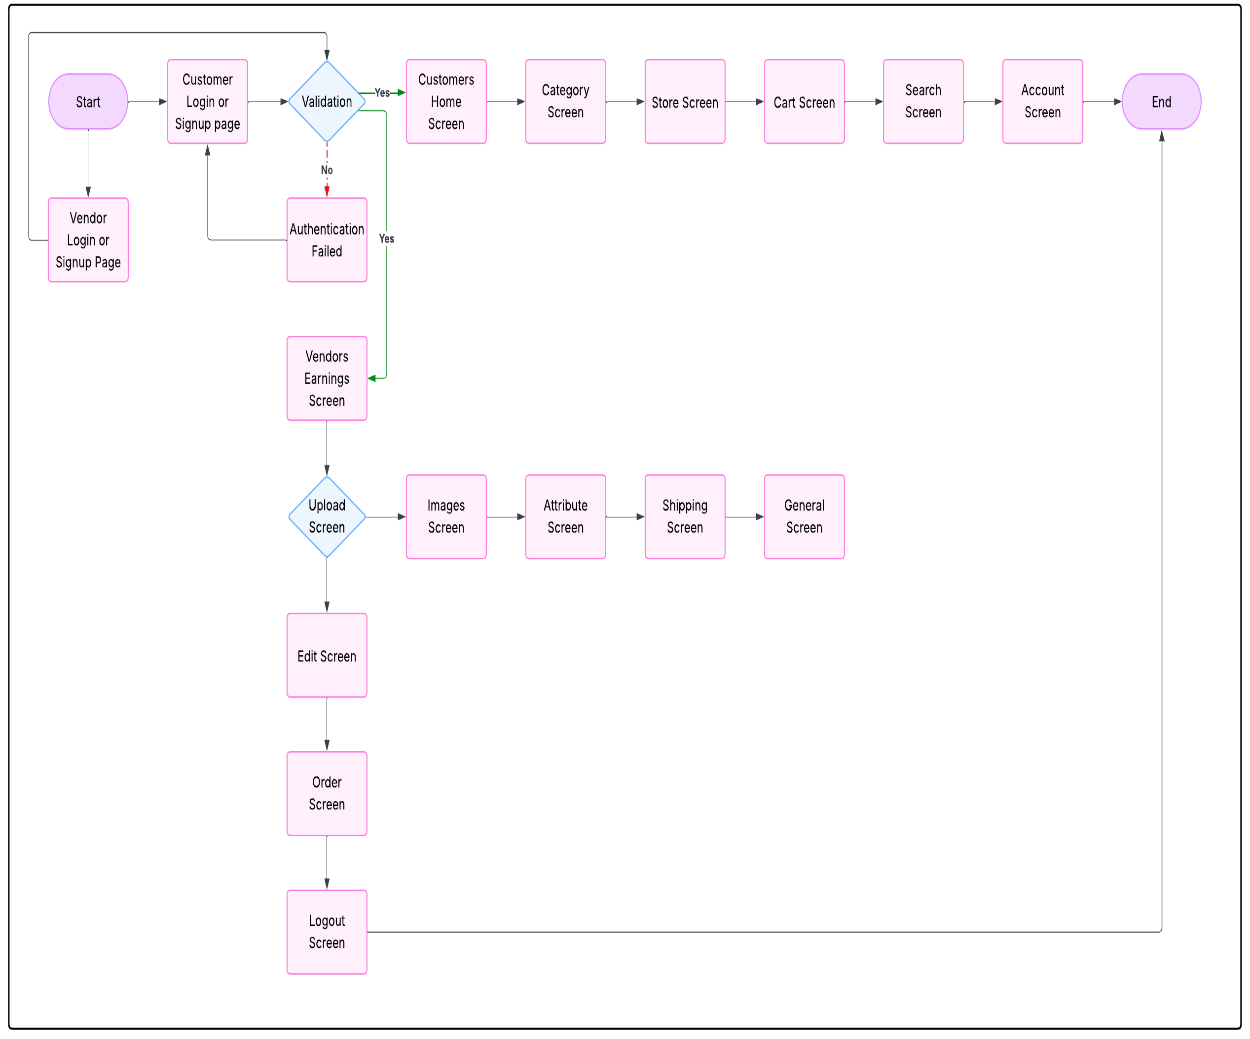 Start
Customer
Login or
Signup page
Validation
Yes
Customers
Home
Screen
Category
Screen
Store Screen
Cart Screen
Search
Screen
Account
Screen
End
No
Vendor
Login or
Signup Page
Authentication
Failed
Yes
Vendors
Earnings
Screen
Upload
Screen
Images
Screen
Attribute
Screen
Shipping
Screen
General
Screen
Edit Screen
Order
Screen
Logout
Screen